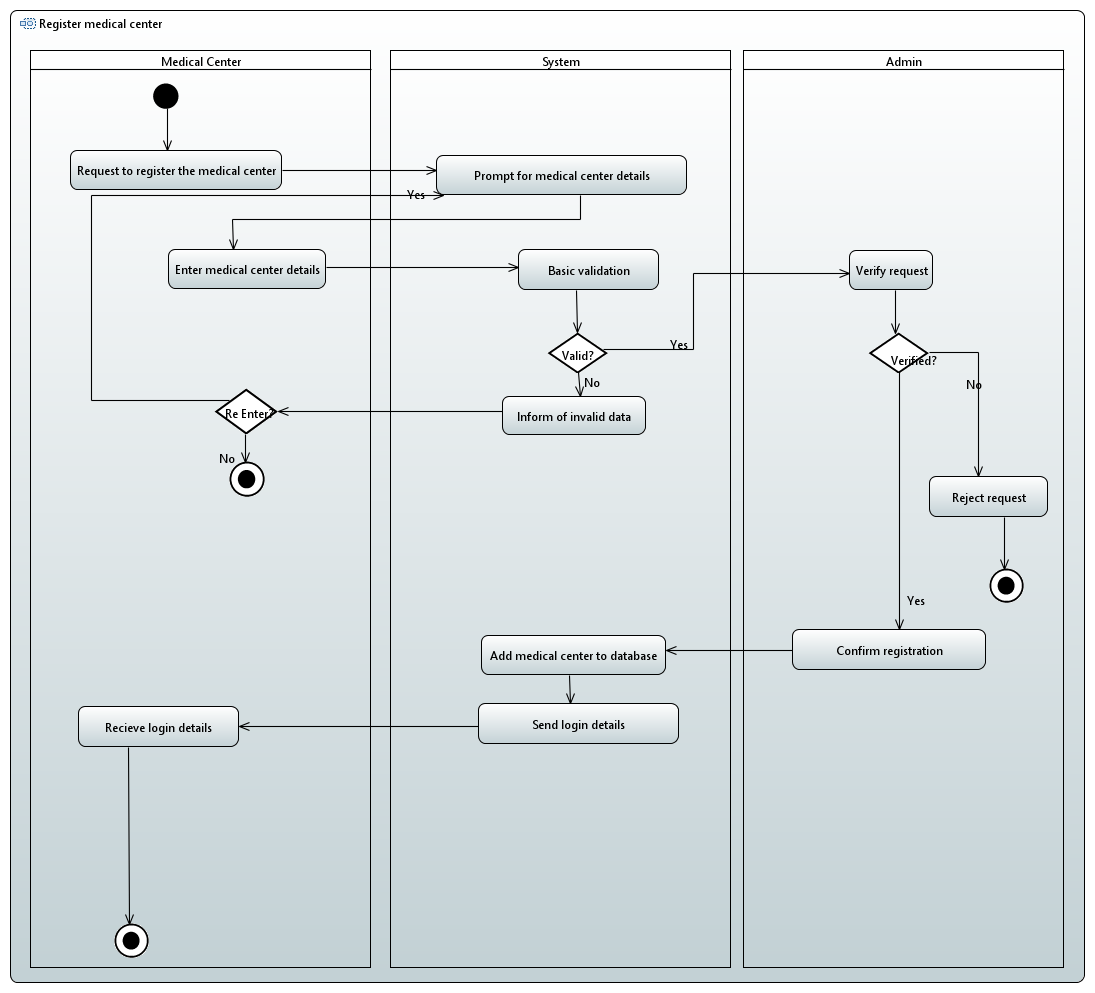 Register medical center
Medical Center
System
Admin
Request to register the medical center
Prompt for medical center details
Yes
Enter medical center details
Basic validation
Verify request
Valid?
Yes
Verified?
No
No
Re Enter?
Inform of invalid data
No
Reject request
Yes
Add medical center to database
Confirm registration
Recieve login details
Send login details